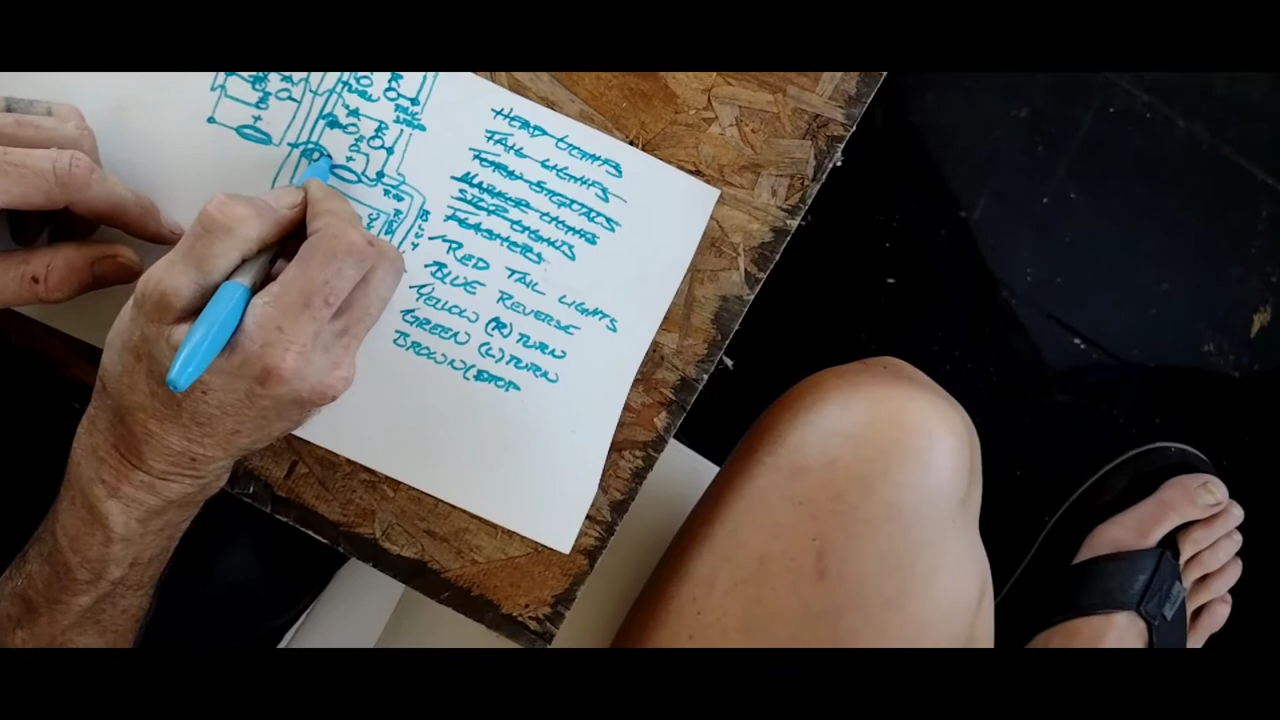 TURN
HEAD LIGHTS
TAIL LIGHTS
TURN SIGNALS
MARKER LIGHTS
STOP LIGHTS
FLASHERS
RED TAIL LIGHTS
BLUE REVERSE
YELLOW (R) TURN
GREEN (L) TURN
BROWN (STOP